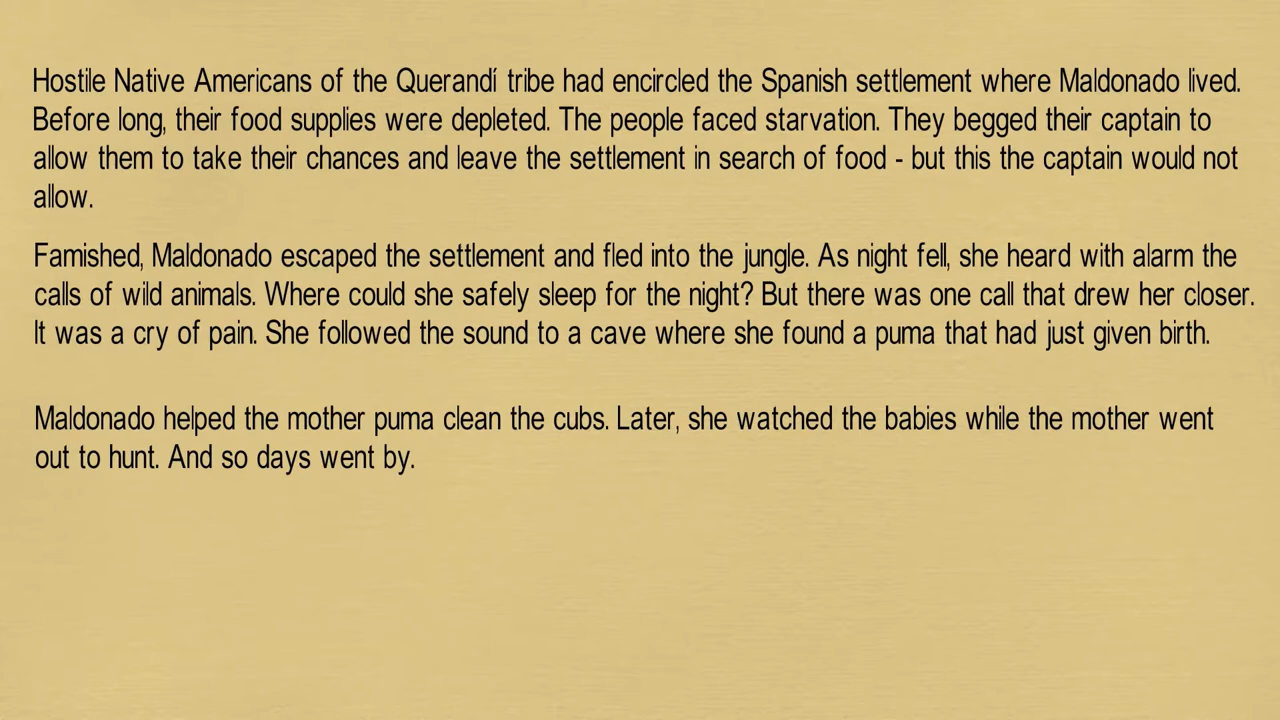 Hostile Native Americans of the Querandí tribe had encircled the Spanish settlement where Maldonado lived.
Before long, their food supplies were depleted. The people faced starvation. They begged their captain to
allow them to take their chances and leave the settlement in search of food - but this the captain would not
allow.
Famished, Maldonado escaped the settlement and fled into the jungle. As night fell, she heard with alarm the
calls of wild animals. Where could she safely sleep for the night? But there was one call that drew her closer.
It was a cry of pain. She followed the sound to a cave where she found a puma that had just given birth.
Maldonado helped the mother puma clean the cubs. Later, she watched the babies while the mother went
out to hunt. And so days went by.